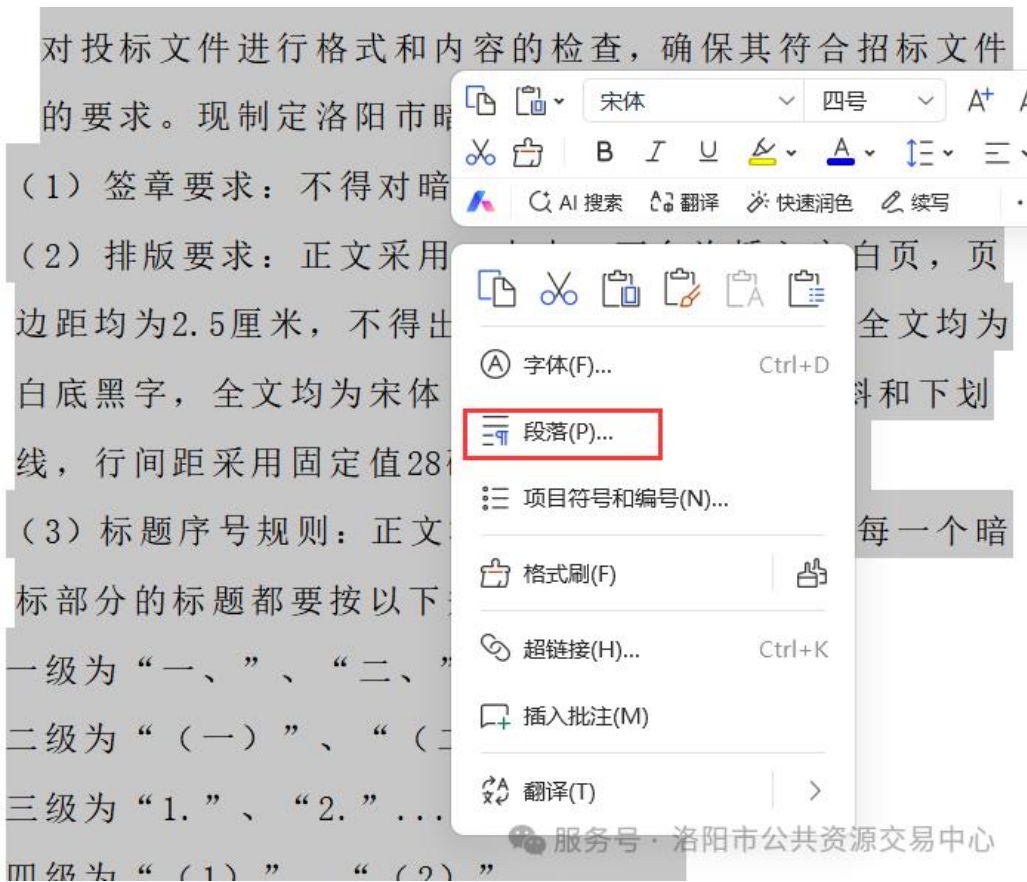 对投标文件进行格式和内容的检查，确保其符合招标文件
的要求。现制定洛阳市暗
（1）签章要求：不得对暗
（2）排版要求：正文采用
白页，页
边距均为2.5厘米，不得出
全文均为
白底黑字，全文均为宋体
和下划
线，行间距采用固定值28
（3）标题序号规则：正文
每一个暗
标部分的标题都要按以下
一级为“一、”、“二、”
二级为“（一）”、“（二
三级为“1.”、“2.”...
四级为“（1）”、“（2）”
宋体 四号 A+
B I U A
AI 搜索 翻译 快速润色 续写
字体(F)... Ctrl+D
段落(P)...
项目符号和编号(N)...
格式刷(F)
超链接(H)... Ctrl+K
插入批注(M)
翻译(T)
服务号 · 洛阳市公共资源交易中心